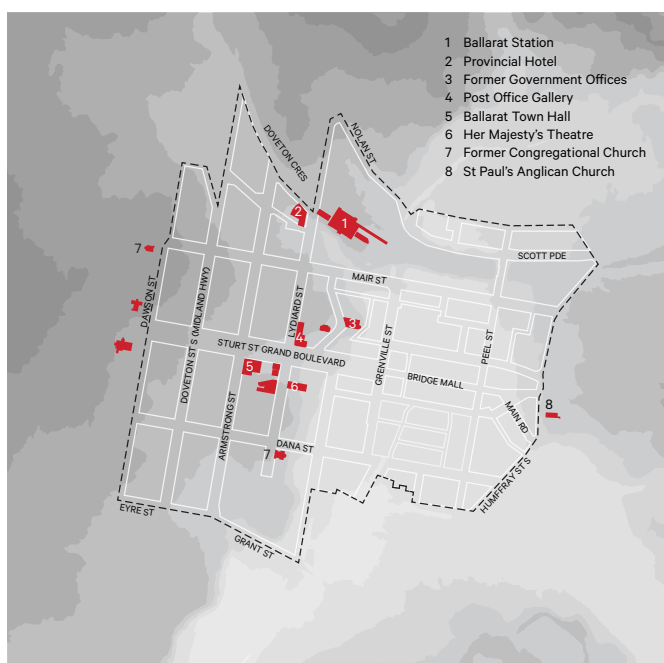 1 Ballarat Station
2 Provincial Hotel
3 Former Government Offices
4 Post Office Gallery
5 Ballarat Town Hall
6 Her Majesty's Theatre
7 Former Congregational Church
8 St Paul's Anglican Church
DOVETON CRES
NOLAN ST
2
1
7
SCOTT PDE
MAIR ST
DAWSON ST
DOVETON ST S (MIDLAND HWY)
LYDIARD ST
3
4
GRENVILLE ST
PEEL ST
STURT ST GRAND BOULEVARD
5
6
BRIDGE MALL
ARMSTRONG ST
8
MAIN RD
DANA ST
7
HUMFFRAY ST S
EYRE ST
GRANT ST